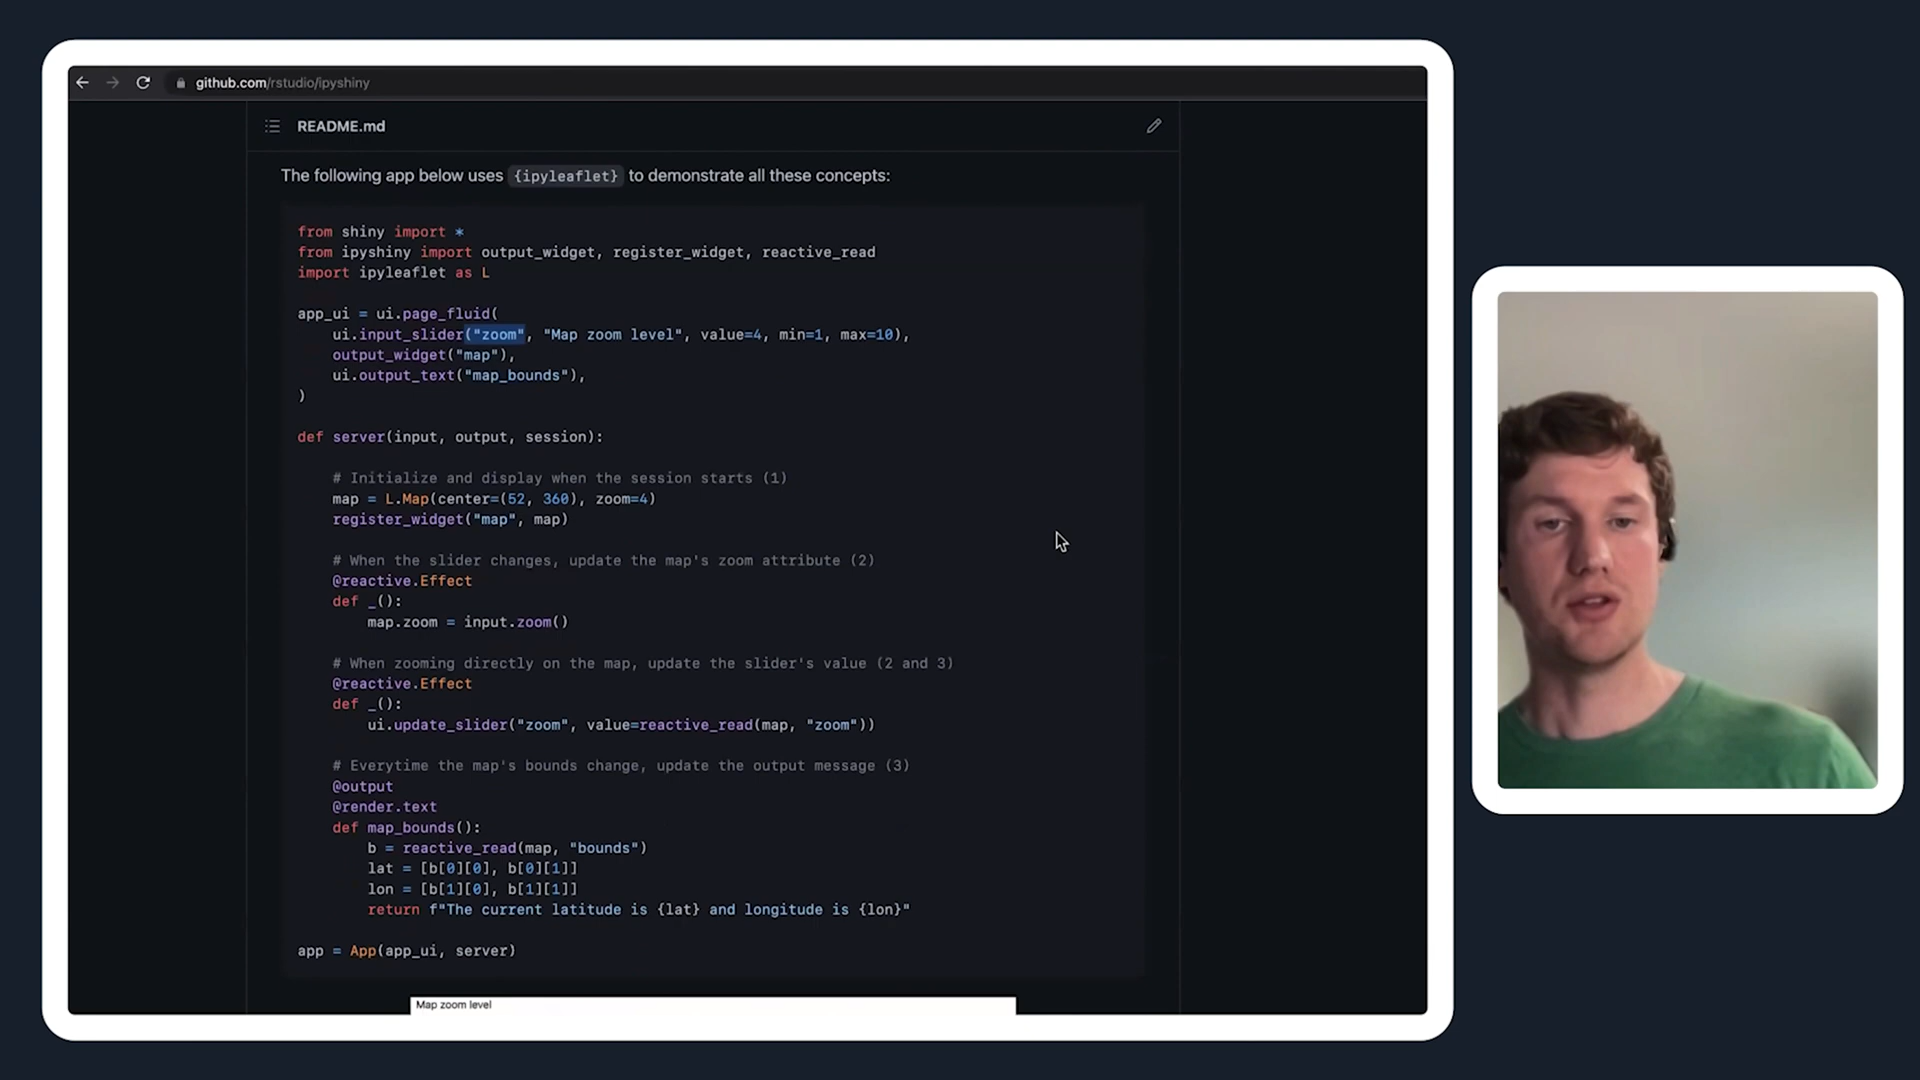 github.com/rstudio/ipyshiny
README.md
The following app below uses {ipyleaflet} to demonstrate all these concepts:
from shiny import *
from ipyshiny import output_widget, register_widget, reactive_read
import ipyleaflet as L
app_ui = ui.page_fluid(
    ui.input_slider("zoom", "Map zoom level", value=4, min=1, max=10),
    output_widget("map"),
    ui.output_text("map_bounds"),
)
def server(input, output, session):
    # Initialize and display when the session starts (1)
    map = L.Map(center=(52, 360), zoom=4)
    register_widget("map", map)
    # When the slider changes, update the map's zoom attribute (2)
    @reactive.Effect
    def _():
        map.zoom = input.zoom()
    # When zooming directly on the map, update the slider's value (2 and 3)
    @reactive.Effect
    def _():
        ui.update_slider("zoom", value=reactive_read(map, "zoom"))
    # Everytime the map's bounds change, update the output message (3)
    @output
    @render.text
    def map_bounds():
        b = reactive_read(map, "bounds")
        lat = [b[0][0], b[0][1]]
        lon = [b[1][0], b[1][1]]
        return f"The current latitude is {lat} and longitude is {lon}"
app = App(app_ui, server)
Map zoom level